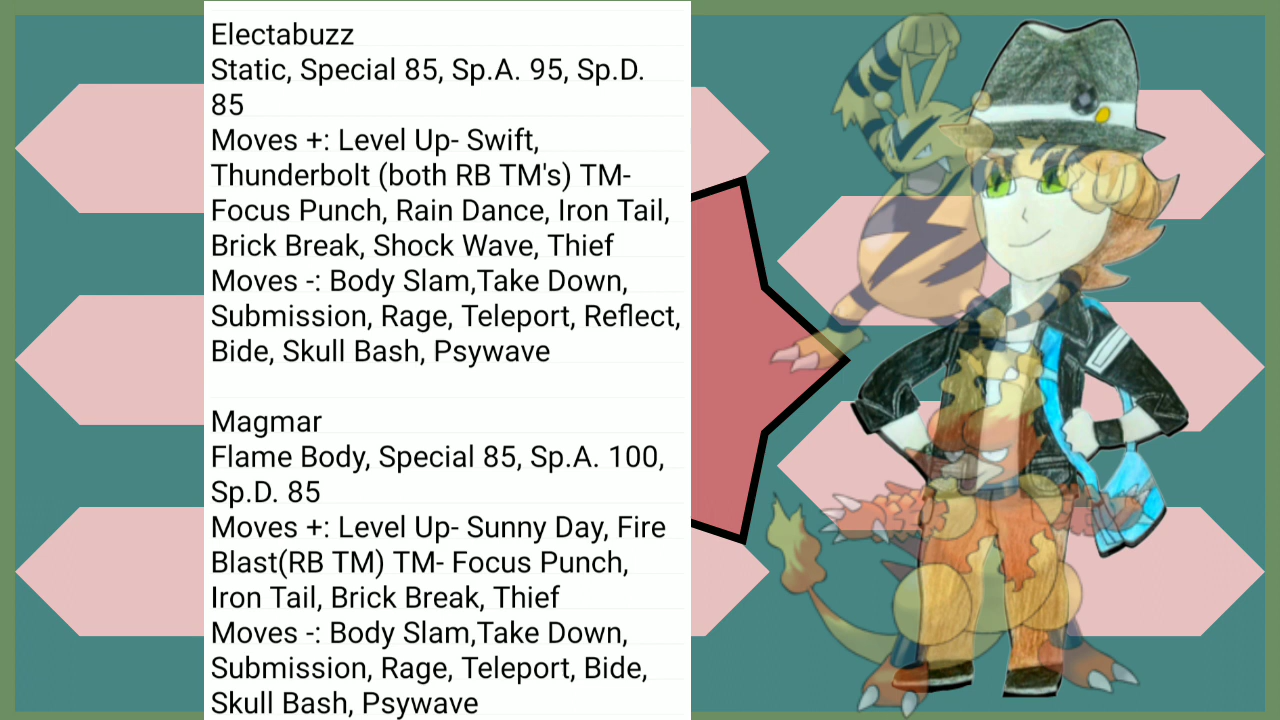 Electabuzz
Static, Special 85, Sp.A. 95, Sp.D.
85
Moves +: Level Up- Swift,
Thunderbolt (both RB TM's) TM-
Focus Punch, Rain Dance, Iron Tail,
Brick Break, Shock Wave, Thief
Moves -: Body Slam,Take Down,
Submission, Rage, Teleport, Reflect,
Bide, Skull Bash, Psywave
Magmar
Flame Body, Special 85, Sp.A. 100,
Sp.D. 85
Moves +: Level Up- Sunny Day, Fire
Blast(RB TM) TM- Focus Punch,
Iron Tail, Brick Break, Thief
Moves -: Body Slam,Take Down,
Submission, Rage, Teleport, Bide,
Skull Bash, Psywave